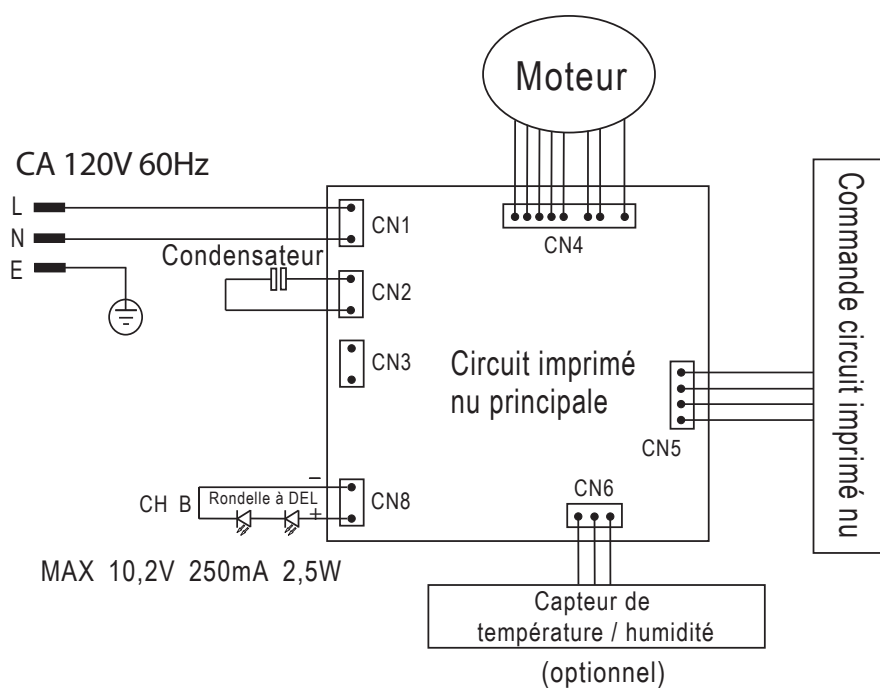 Moteur
CA 120V 60Hz
L
N
E
CN1
CN4
Condensateur
CN2
CN3
Circuit imprimé
nu principale
Commande circuit imprimé nu
CN5
CN6
CN8
–
CH B
Rondelle à DEL
+
MAX 10,2V 250mA 2,5W
Capteur de
température / humidité
(optionnel)